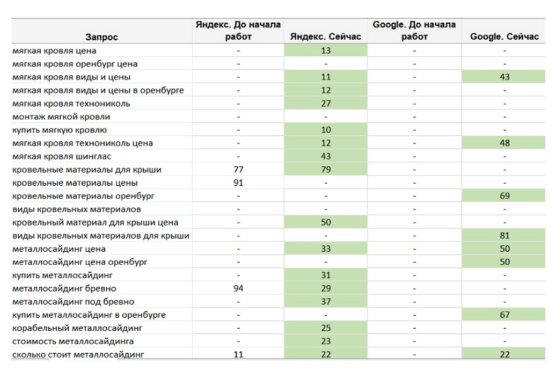 Запрос Яндекс. До начала работ Яндекс. Сейчас Google. До начала работ Google. Сейчас
мягкая кровля цена - 13 - -
мягкая кровля оренбург цена - - - -
мягкая кровля виды и цены - 11 - 43
мягкая кровля виды и цены в оренбурге - 12 - -
мягкая кровля технониколь - 27 - -
монтаж мягкой кровли - - - -
купить мягкую кровлю - 10 - -
мягкая кровля технониколь цена - 12 - 48
мягкая кровля шинглас - 43 - -
кровельные материалы для крыши 77 79 - -
кровельные материалы цены 91 - - -
кровельные материалы оренбург - - - 69
виды кровельных материалов - - - -
кровельный материал для крыши цена - 50 - -
виды кровельных материалов для крыши - - - 81
металлосайдинг цена - 33 - 50
металлосайдинг цена оренбург - - - 50
купить металлосайдинг - 31 - -
металлосайдинг бревно 94 29 - -
металлосайдинг под бревно - 37 - -
купить металлосайдинг в оренбурге - - - 67
корабельный металлосайдинг - 25 - -
стоимость металлосайдинга - 23 - -
сколько стоит металлосайдинг 11 22 - 22